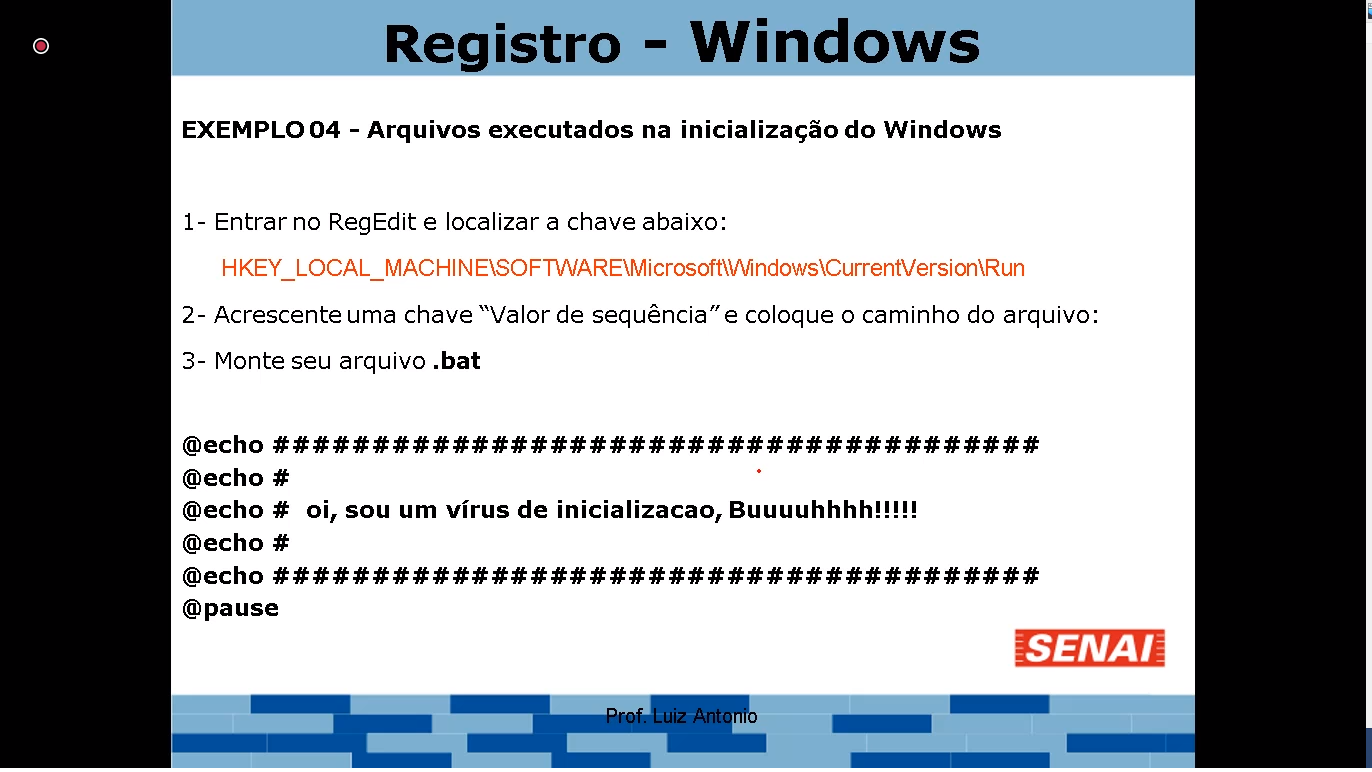 Registro - Windows
EXEMPLO 04 - Arquivos executados na inicialização do Windows
1- Entrar no RegEdit e localizar a chave abaixo:
HKEY_LOCAL_MACHINE\SOFTWARE\Microsoft\Windows\CurrentVersion\Run
2- Acrescente uma chave “Valor de sequência” e coloque o caminho do arquivo:
3- Monte seu arquivo .bat
@echo #######################################
@echo #
@echo #  oi, sou um vírus de inicializacao, Buuuuhhhh!!!!!
@echo #
@echo #######################################
@pause
SENAI
Prof. Luiz Antonio